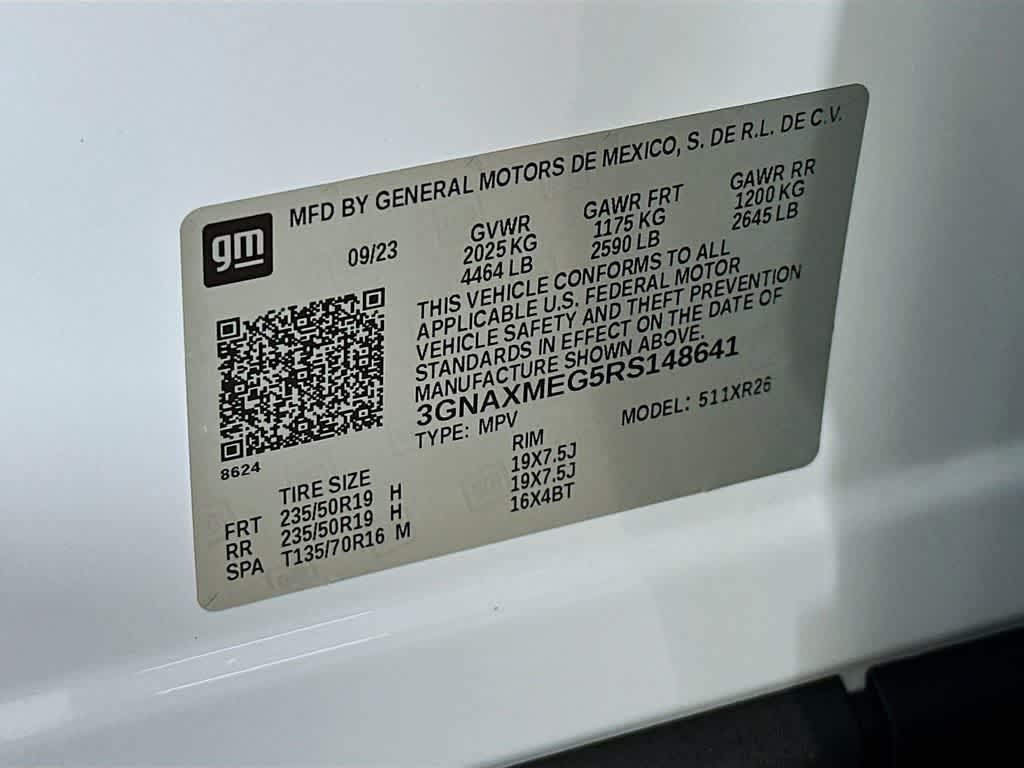 gm
MFD BY GENERAL MOTORS DE MEXICO, S. DE R.L. DE C.V.
09/23 GVWR GAWR FRT GAWR RR
2025 KG 1175 KG 1200 KG
4464 LB 2590 LB 2645 LB
THIS VEHICLE CONFORMS TO ALL
APPLICABLE U.S. FEDERAL MOTOR
VEHICLE SAFETY AND THEFT PREVENTION
STANDARDS IN EFFECT ON THE DATE OF
MANUFACTURE SHOWN ABOVE.
3GNAXMEG5RS148641
TYPE: MPV MODEL: 511XR26
8624
TIRE SIZE RIM
FRT 235/50R19 H 19X7.5J
RR 235/50R19 H 19X7.5J
SPA T135/70R16 M 16X4BT